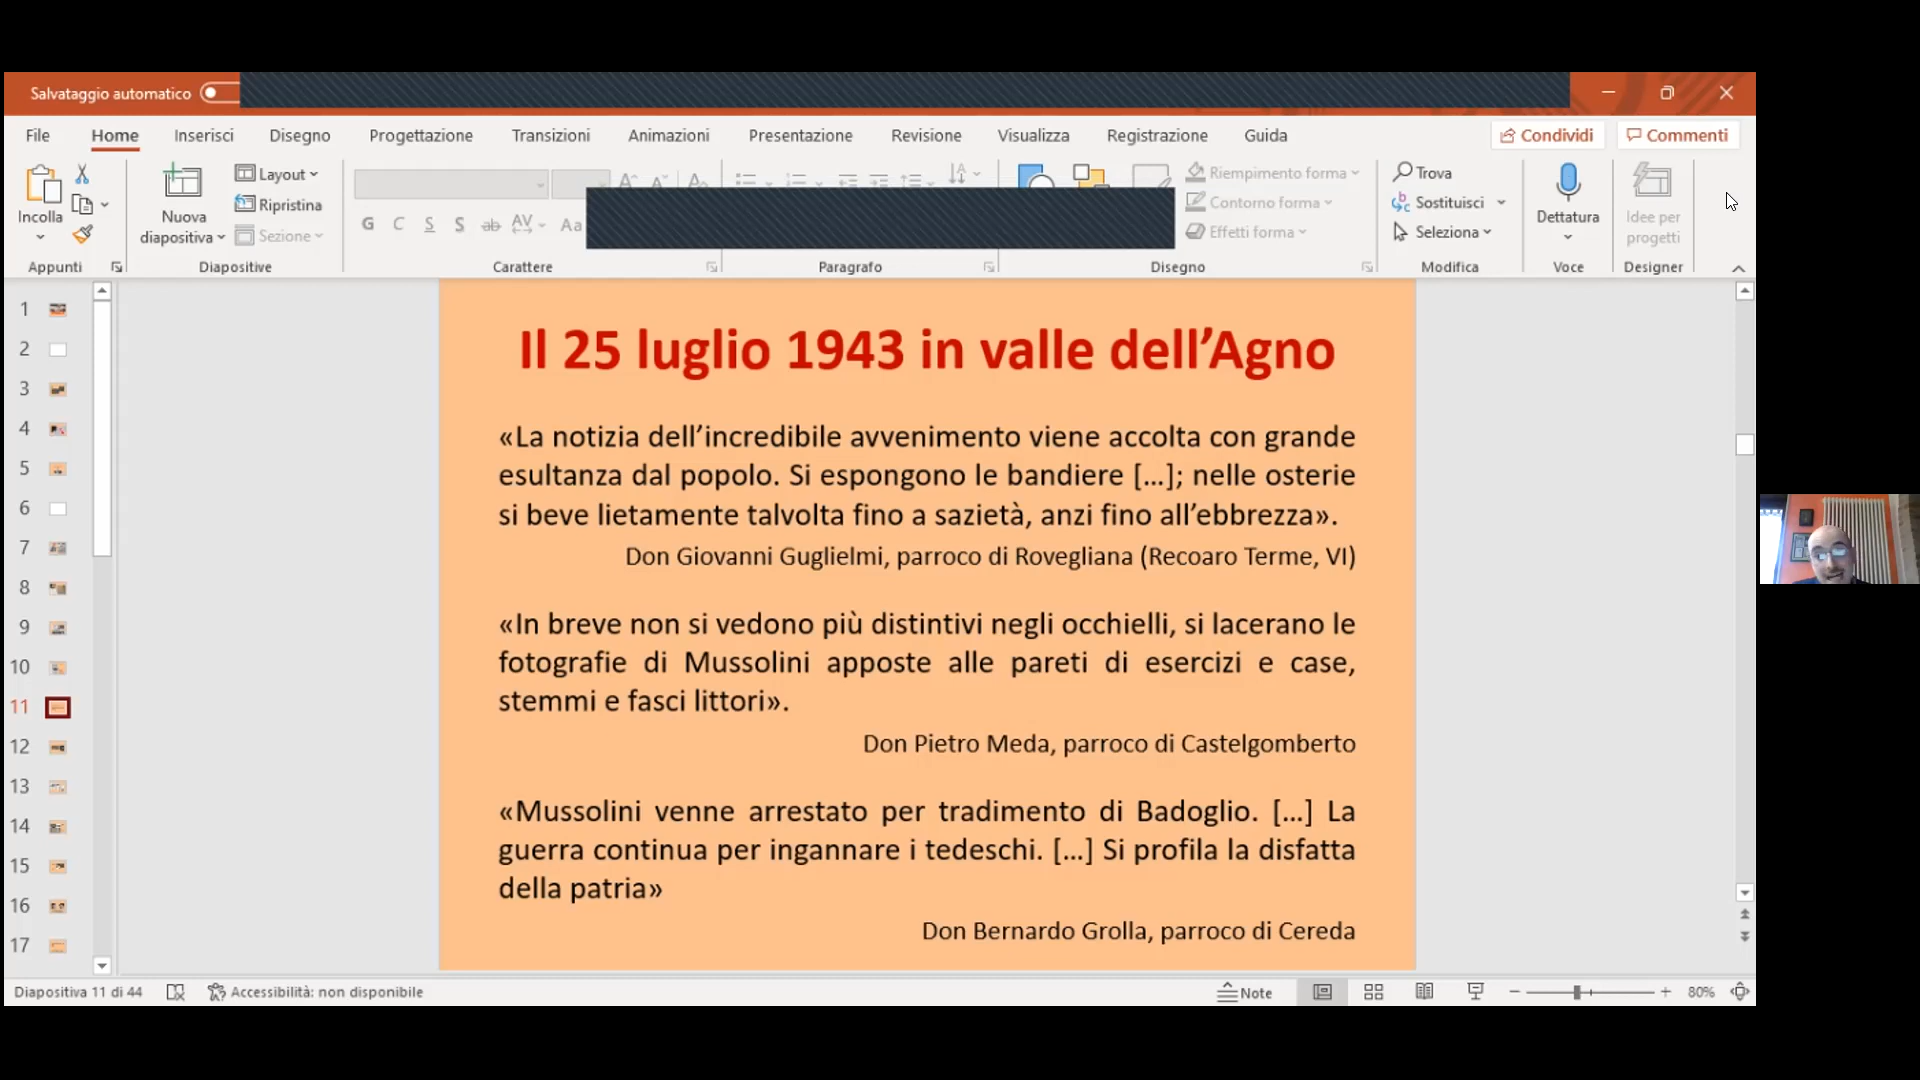 Salvataggio automatico
File Home Inserisci Disegno Progettazione Transizioni Animazioni Presentazione Revisione Visualizza Registrazione Guida Condividi Commenti
Incolla
Appunti
Nuova
diapositiva
Layout
Ripristina
Sezione
Diapositive
G C S S ab AV Aa
Carattere
Paragrafo
Riempimento forma
Contorno forma
Effetti forma
Disegno
Trova
Sostituisci
Seleziona
Modifica
Dettatura
Voce
Idee per
progetti
Designer
1
2
3
4
5
6
7
8
9
10
11
12
13
14
15
16
17
Il 25 luglio 1943 in valle dell’Agno
«La notizia dell’incredibile avvenimento viene accolta con grande
esultanza dal popolo. Si espongono le bandiere [...]; nelle osterie
si beve lietamente talvolta fino a sazietà, anzi fino all’ebbrezza».
Don Giovanni Guglielmi, parroco di Rovegliana (Recoaro Terme, VI)
«In breve non si vedono più distintivi negli occhielli, si lacerano le
fotografie di Mussolini apposte alle pareti di esercizi e case,
stemmi e fasci littori».
Don Pietro Meda, parroco di Castelgomberto
«Mussolini venne arrestato per tradimento di Badoglio. [...] La
guerra continua per ingannare i tedeschi. [...] Si profila la disfatta
della patria»
Don Bernardo Grolla, parroco di Cereda
Diapositiva 11 di 44 Accessibilità: non disponibile Note 80%